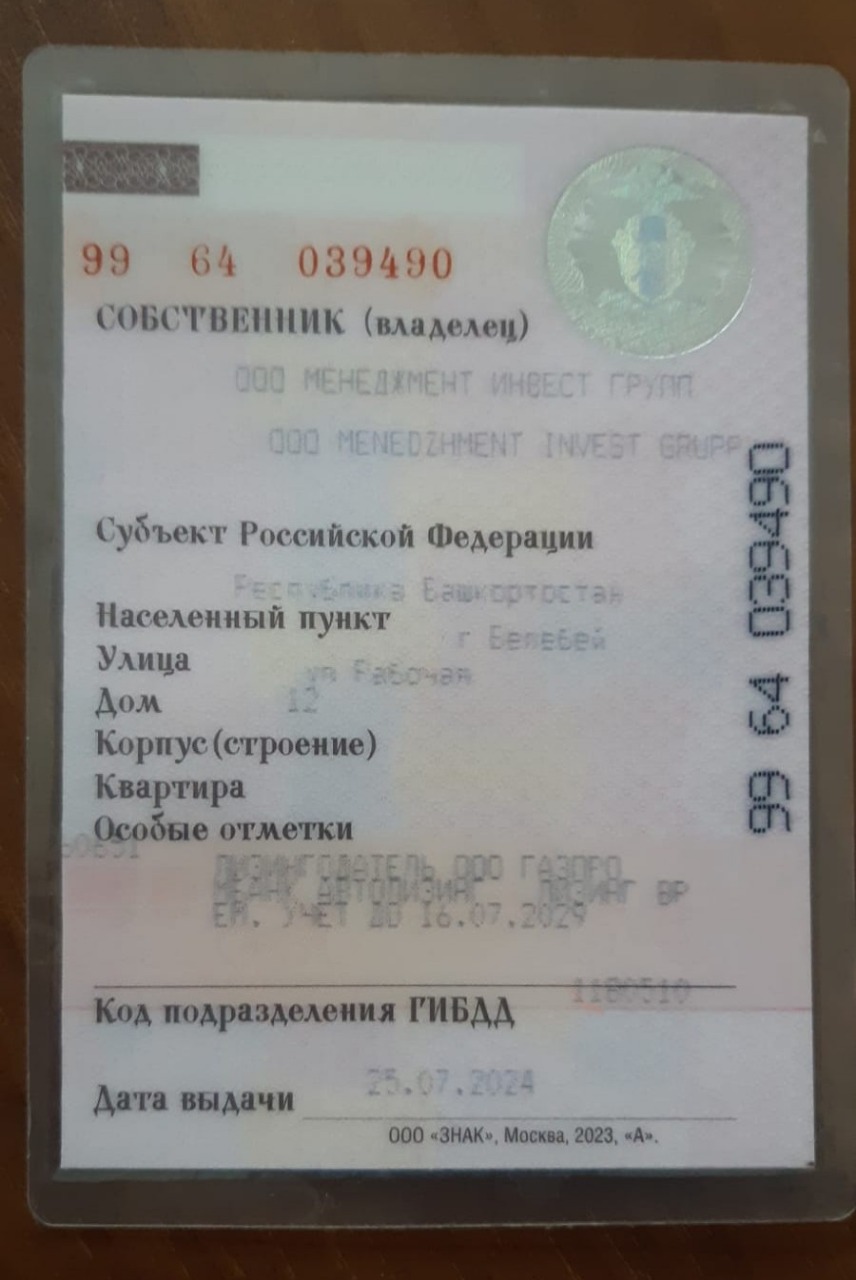 99 64 039490
СОБСТВЕННИК (владелец)
ООО МЕНЕДЖМЕНТ ИНВЕСТ ГРУПП
OOO MENEDZHMENT INVEST GRUPP
Субъект Российской Федерации
Республика Башкортостан
Населенный пункт
г Белебей
Улица
ул Рабочая
Дом
12
Корпус (строение)
Квартира
Особые отметки
ЛИЗИНГОДАТЕЛЬ ООО ГАЗПРО
МБАНК АВТОЛИЗИНГ ЛИЗИНГ ВР
ЕМ. УЧЕТ ДО 16.07.2029
1180510
Код подразделения ГИБДД
25.07.2024
Дата выдачи
ООО «ЗНАК», Москва, 2023, «А».
99 64 039490